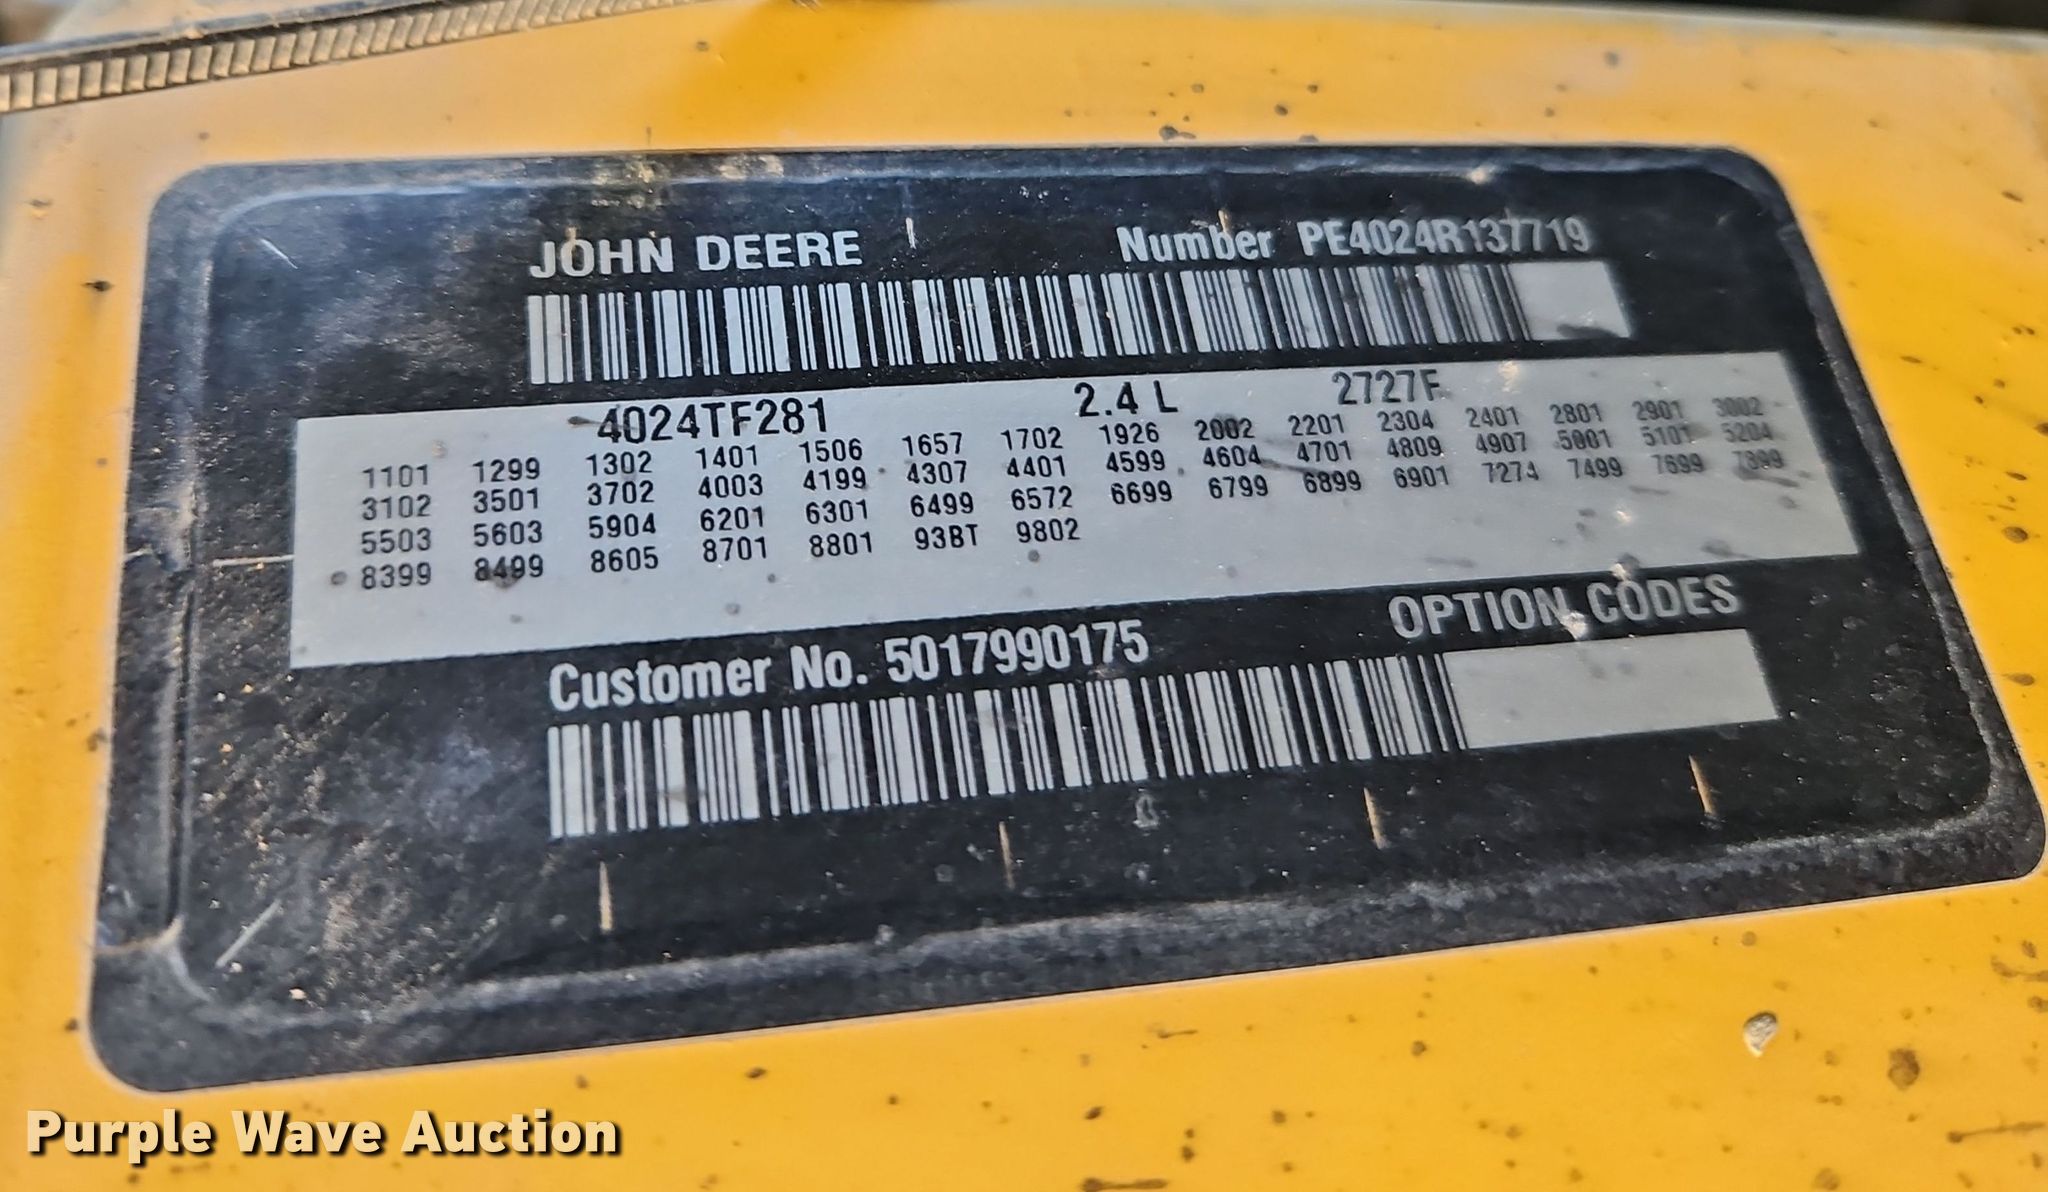 JOHN DEERE Number PE4024R137719
4024TF281 2.4 L 2727F
1101 1299 1302 1401 1506 1657 1702 1926 2002 2201 2304 2401 2801 2901 3002
3102 3501 3702 4003 4199 4307 4401 4599 4604 4701 4809 4907 5001 5101 5204
5503 5603 5904 6201 6301 6499 6572 6699 6799 6899 6901 7274 7499 7699 7899
8399 8499 8605 8701 8801 93BT 9802
OPTION CODES
Customer No. 5017990175
Purple Wave Auction